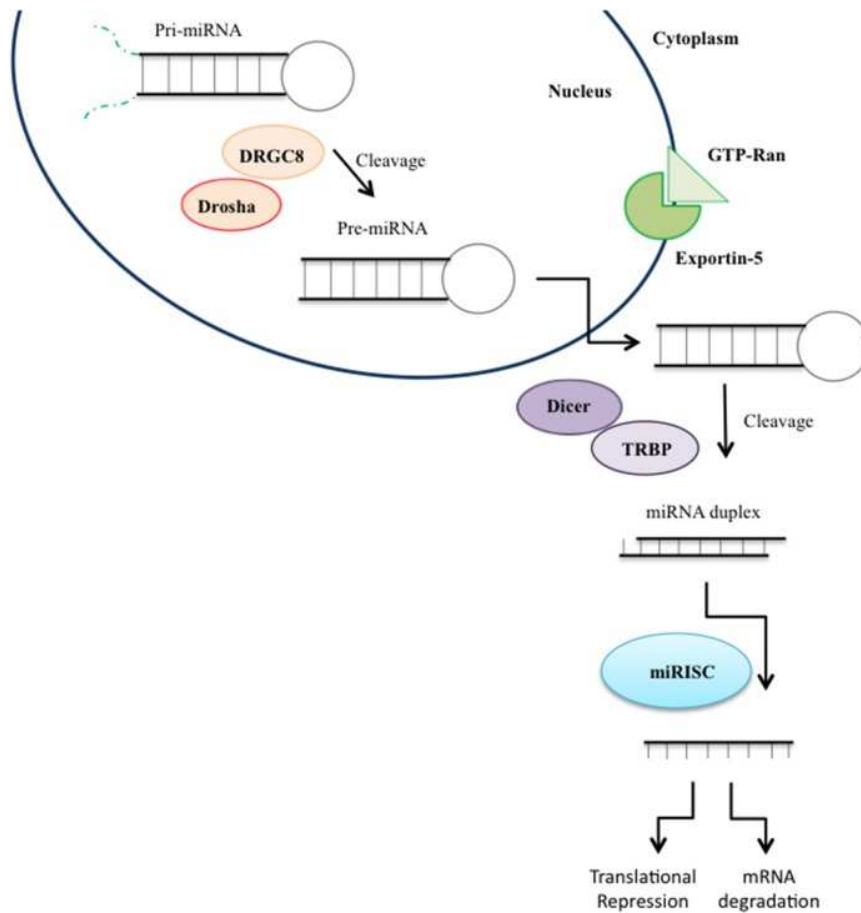 Pri-miRNA
Cytoplasm
Nucleus
DRGC8
Cleavage
GTP-Ran
Drosha
Pre-miRNA
Exportin-5
Dicer
TRBP
Cleavage
miRNA duplex
miRISC
Translational
Repression
mRNA
degradation